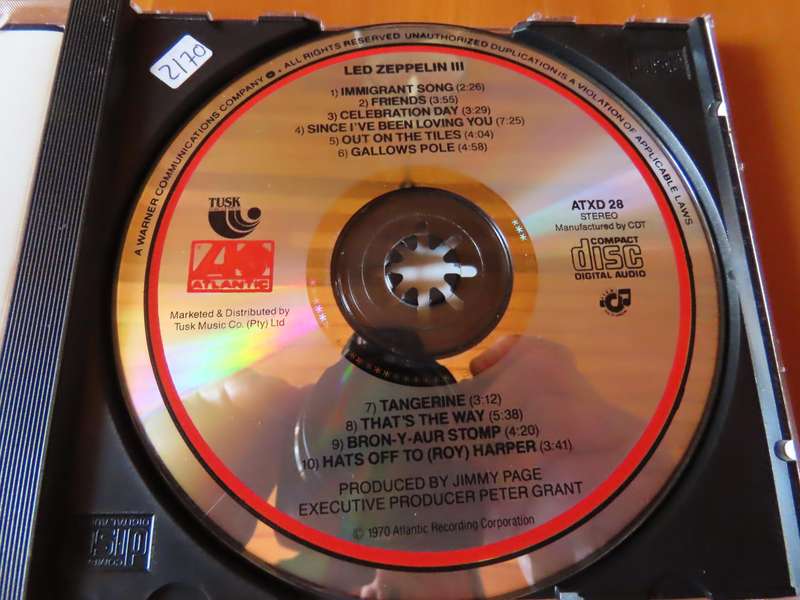 2170
A WARNER COMMUNICATIONS COMPANY . ALL RIGHTS RESERVED UNAUTHORIZED DUPLICATION IS A VIOLATION OF APPLICABLE LAWS
LED ZEPPELIN III
1) IMMIGRANT SONG (2:26)
2) FRIENDS (3:55)
3) CELEBRATION DAY (3:29)
4) SINCE I'VE BEEN LOVING YOU (7:25)
5) OUT ON THE TILES (4:04)
6) GALLOWS POLE (4:58)
TUSK
ATLANTIC
Marketed & Distributed by
Tusk Music Co. (Pty) Ltd
ATXD 28
STEREO
Manufactured by CDT
COMPACT
disc
DIGITAL AUDIO
7) TANGERINE (3:12)
8) THAT'S THE WAY (5:38)
9) BRON-Y-AUR STOMP (4:20)
10) HATS OFF TO (ROY) HARPER (3:41)
PRODUCED BY JIMMY PAGE
EXECUTIVE PRODUCER PETER GRANT
© 1970 Atlantic Recording Corporation